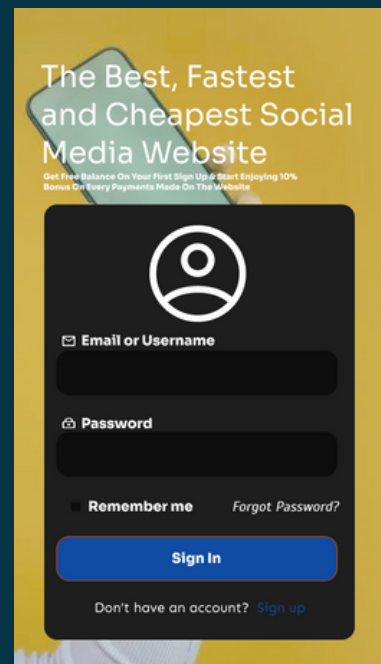 The Best, Fastest
and Cheapest Social
Media Website
Get Free Balance On Your First Sign Up & Start Enjoying 10%
Bonus On Every Payments Made On The Website
Email or Username
Password
Remember me Forgot Password?
Sign In
Don't have an account? Sign up